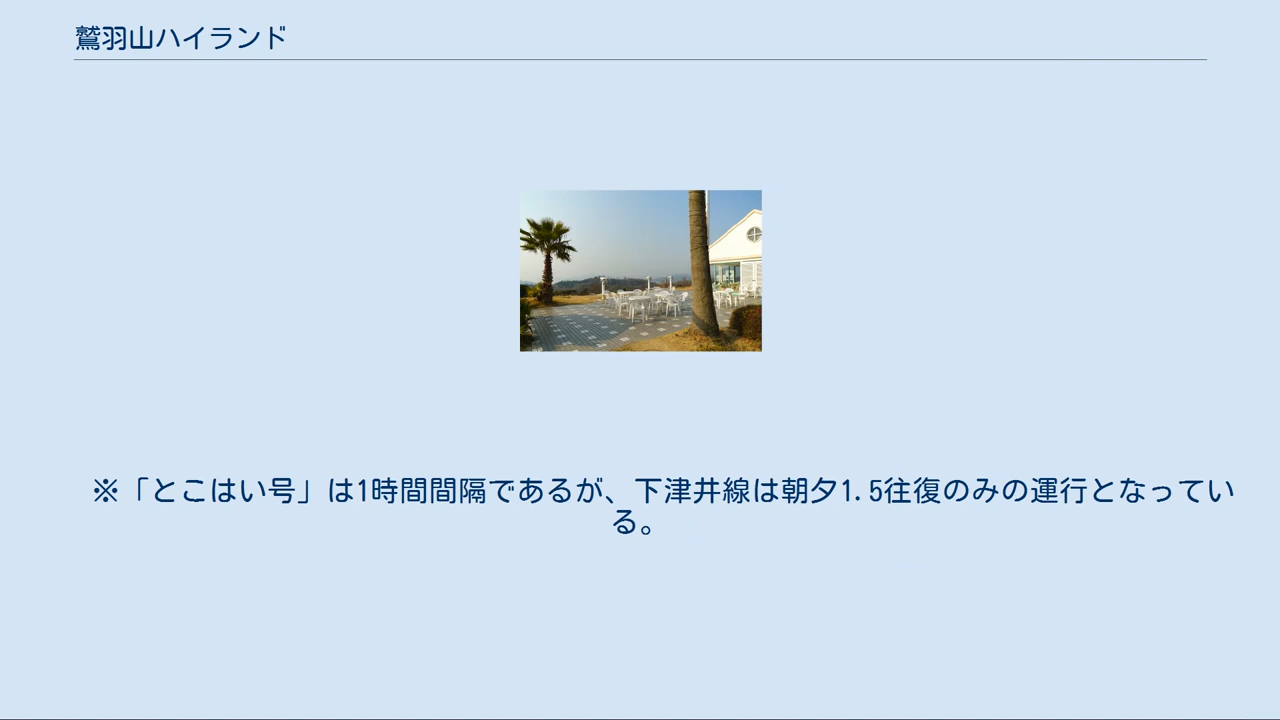 鷲羽山ハイランド
※「とこはい号」は1時間間隔であるが、下津井線は朝夕1.5往復のみの運行となってい
る。